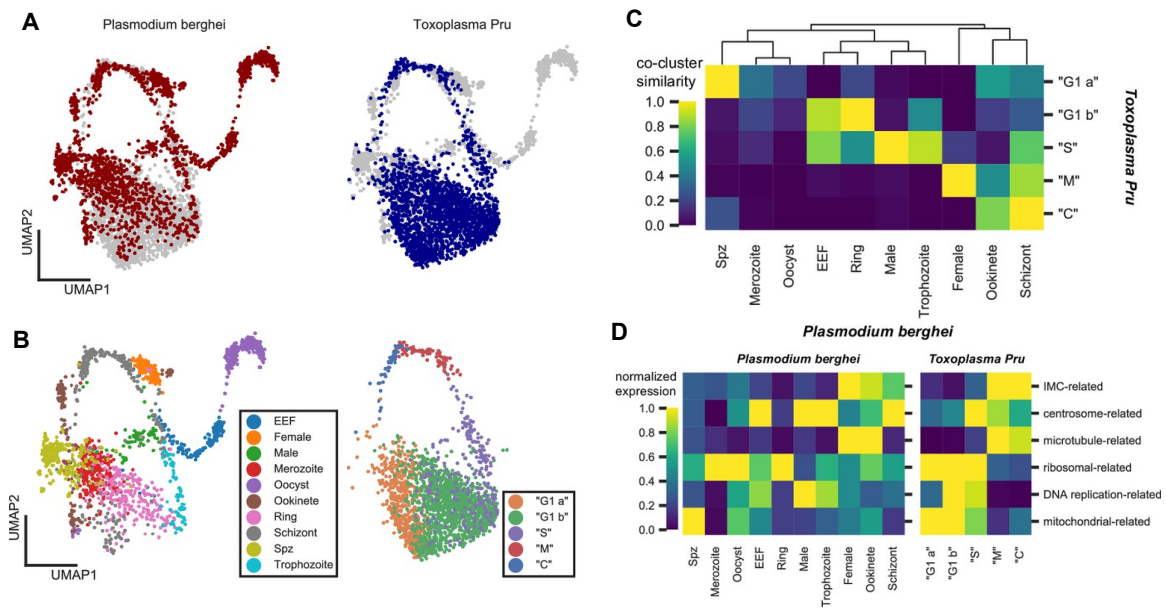 A
Plasmodium berghei
Toxoplasma Pru
UMAP2
UMAP1
B
EEF
Female
Male
Merozoite
Oocyst
Ookinete
Ring
Schizont
Spz
Trophozoite
"G1 a"
"G1 b"
"S"
"M"
"C"
UMAP2
UMAP1
C
co-cluster
similarity
1.0
0.8
0.6
0.4
0.2
0.0
"G1 a"
"G1 b"
"S"
"M"
"C"
Toxoplasma Pru
Spz
Merozoite
Oocyst
EEF
Ring
Male
Trophozoite
Female
Ookinete
Schizont
Plasmodium berghei
D
Plasmodium berghei
Toxoplasma Pru
normalized
expression
1.0
0.8
0.6
0.4
0.2
0.0
IMC-related
centrosome-related
microtubule-related
ribosomal-related
DNA replication-related
mitochondrial-related
Spz
Merozoite
Oocyst
EEF
Ring
Male
Trophozoite
Female
Ookinete
Schizont
"G1 a"
"G1 b"
"S"
"M"
"C"